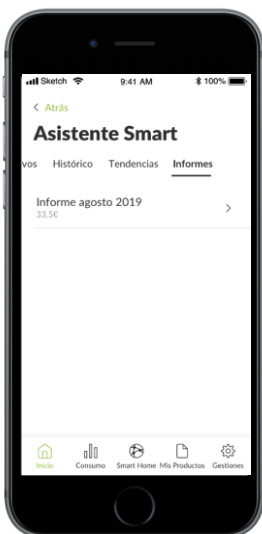 Sketch 9:41 AM 100%
< Atrás
Asistente Smart
vos Histórico Tendencias Informes
Informe agosto 2019 >
33,5€
Inicio Consumo Smart Home Mis Productos Gestiones